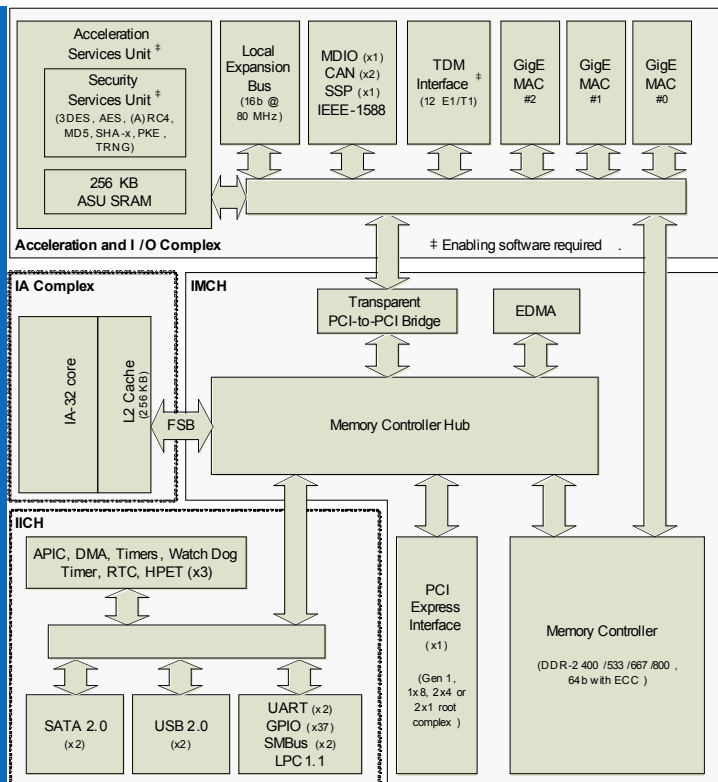 Acceleration
Services Unit ‡
Security
Services Unit ‡
(3DES, AES, (A)RC4,
MD5, SHA-x, PKE ,
TRNG)
256 KB
ASU SRAM
Local
Expansion
Bus
(16b @
80 MHz)
MDIO (x1)
CAN (x2)
SSP (x1)
IEEE-1588
TDM
Interface ‡
(12 E1/T1)
GigE
MAC
#2
GigE
MAC
#1
GigE
MAC
#0
Acceleration and I /O Complex
‡ Enabling software required .
IA Complex
IA-32 core
L2 Cache
(256 KB)
FSB
IMCH
Transparent
PCI-to-PCI Bridge
EDMA
Memory Controller Hub
IICH
APIC, DMA, Timers, Watch Dog
Timer, RTC, HPET (x3)
SATA 2.0
(x2)
USB 2.0
(x2)
UART (x2)
GPIO (x37)
SMBus (x2)
LPC 1.1
PCI
Express
Interface
(x1)
(Gen 1,
1x8, 2x4 or
2x1 root
complex )
Memory Controller
(DDR-2 400 /533 /667 /800 ,
64b with ECC )